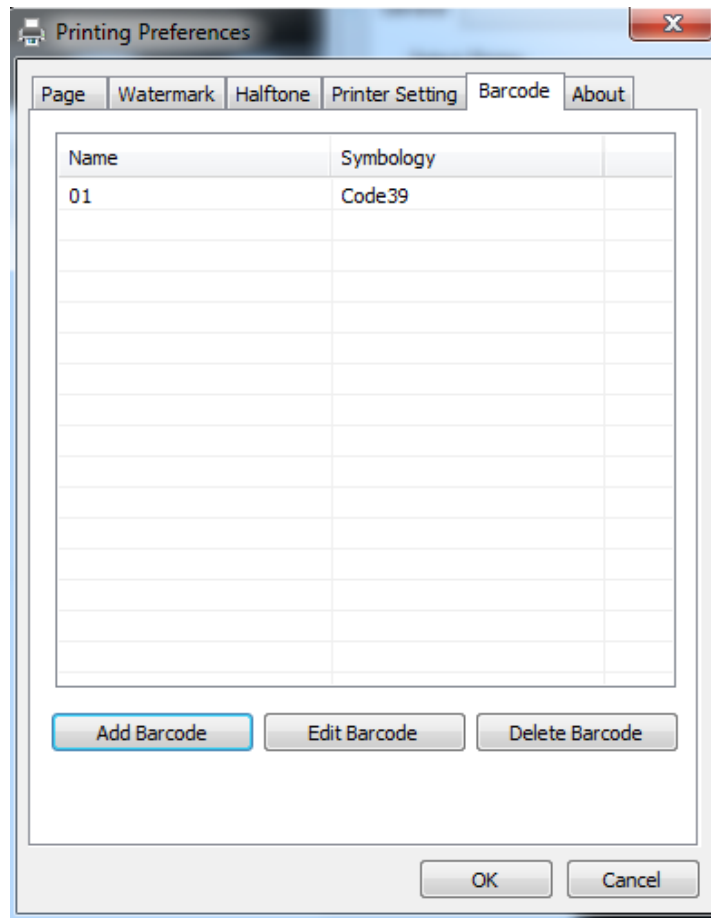 Printing Preferences
Page Watermark Halftone Printer Setting Barcode About
Name Symbology
01 Code39
Add Barcode Edit Barcode Delete Barcode
OK Cancel